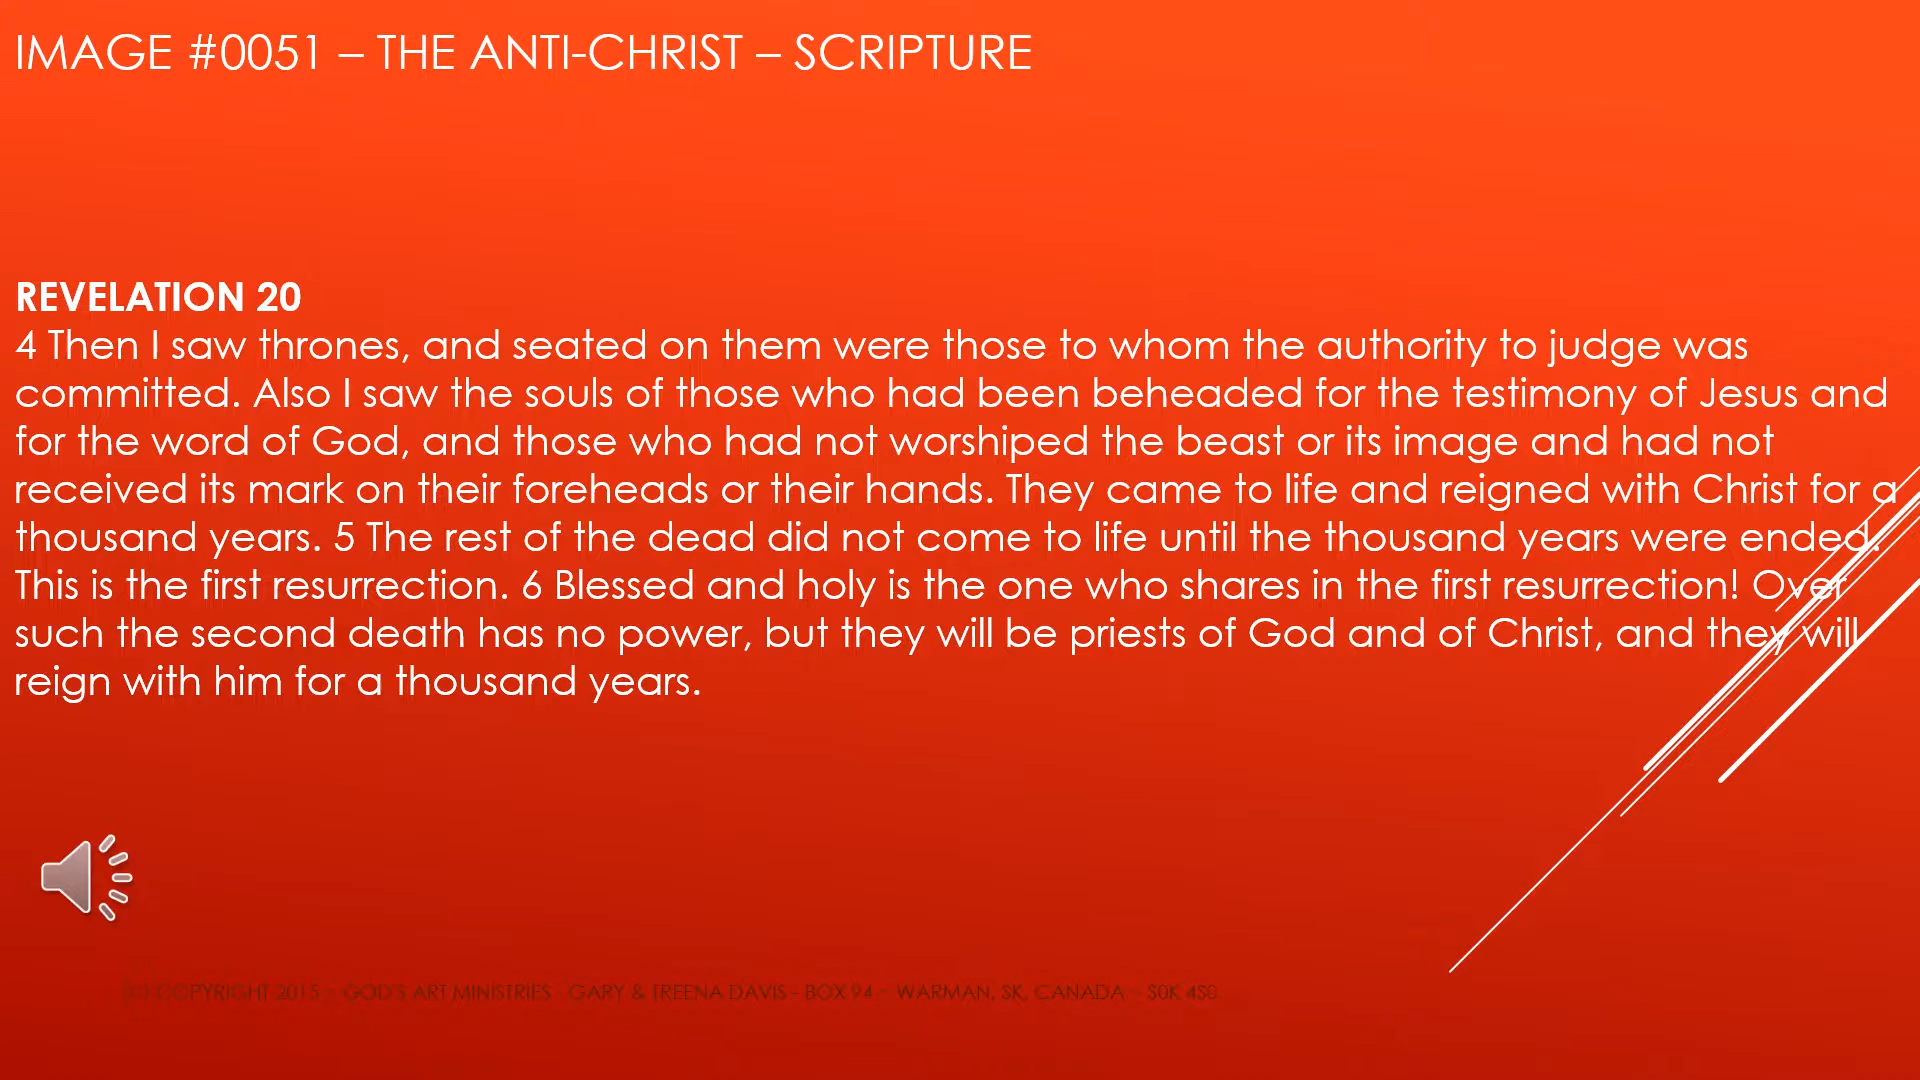 IMAGE #0051 – THE ANTI-CHRIST – SCRIPTURE
REVELATION 20
4 Then I saw thrones, and seated on them were those to whom the authority to judge was
committed. Also I saw the souls of those who had been beheaded for the testimony of Jesus and
for the word of God, and those who had not worshiped the beast or its image and had not
received its mark on their foreheads or their hands. They came to life and reigned with Christ for a
thousand years. 5 The rest of the dead did not come to life until the thousand years were ended.
This is the first resurrection. 6 Blessed and holy is the one who shares in the first resurrection! Over
such the second death has no power, but they will be priests of God and of Christ, and they will
reign with him for a thousand years.
COPYRIGHT 2015 – GOD'S ART MINISTRIES - GARY & TREENA DAVIS - BOX 94 – WARMAN, SK, CANADA – S0K 4S0